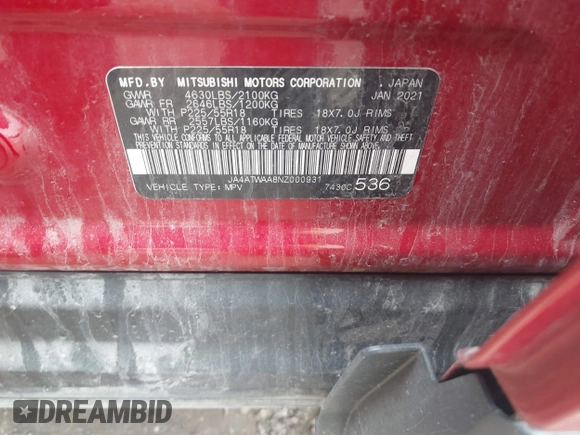 MFD.BY MITSUBISHI MOTORS CORPORATION , JAPAN
GVWR 4630LBS/2100KG JAN 2021
GAWR FR 2646LBS/1200KG
WITH P225/55R18 TIRES 18X7.0J RIMS
GAWR RR 2557LBS/1160KG
WITH P225/55R18 TIRES 18X7.0J RIMS
THIS VEHICLE CONFORMS TO ALL APPLICABLE FEDERAL MOTOR VEHICLE
SAFETY, BUMPER AND THEFT PREVENTION STANDARDS IN EFFECT ON THE DATE OF MANUFACTURE SHOWN ABOVE.
JA4ATWAA8NZ000931
VEHICLE TYPE: MPV 7430C 536
DREAMBID